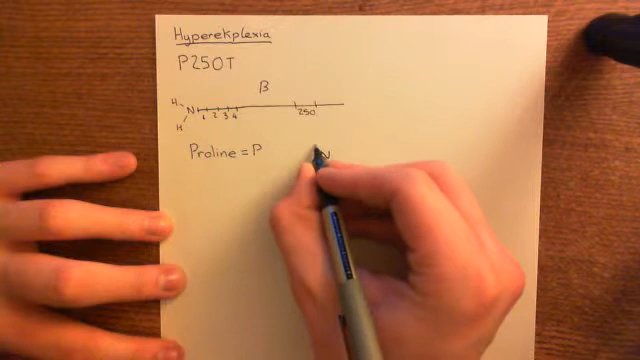 Hyperekplexia
P250T
β
H
N 1 2 3 4 250
H
Proline = P
N